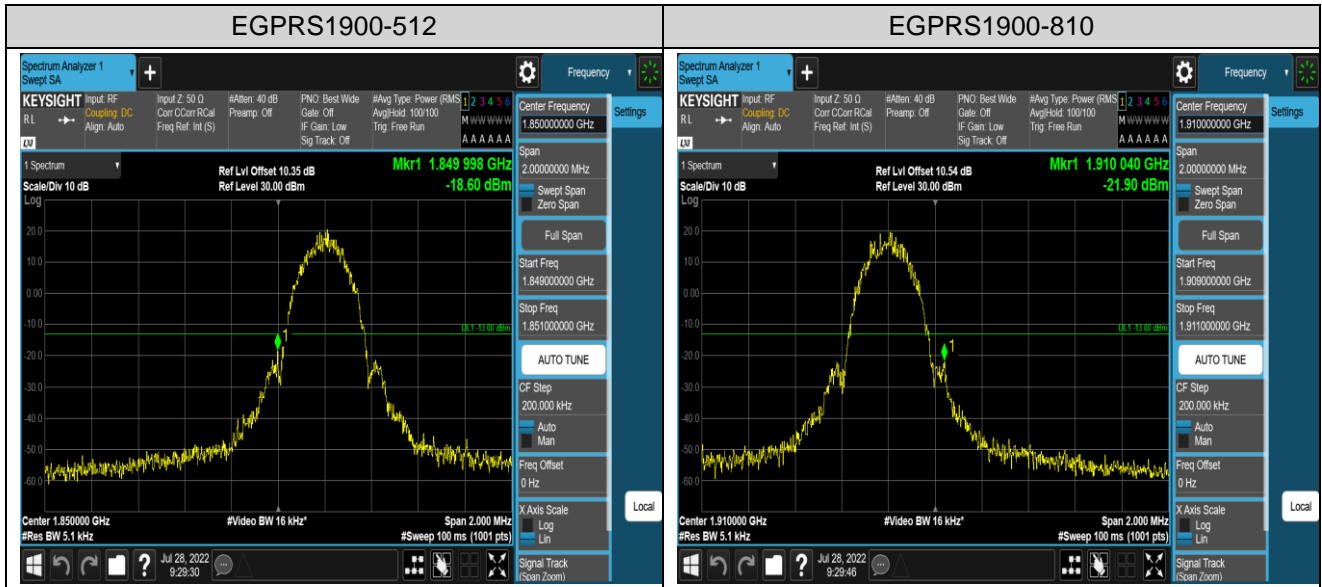 EGPRS1900-512
Spectrum Analyzer 1
Swept SA
Frequency
KEYSIGHT
RL
Input: RF
Coupling: DC
Align: Auto
Input Z: 50 Ω
Corr CCorr RCal
Freq Ref: Int (S)
#Atten: 40 dB
Preamp: Off
PNO: Best Wide
Gate: Off
IF Gain: Low
Sig Track: Off
#Avg Type: Power (RMS
Avg|Hold: 100/100
Trig: Free Run
1 2 3 4 5 6
M W W W W W
A A A A A A
LXI
1 Spectrum
Scale/Div 10 dB
Log
Ref Lvl Offset 10.35 dB
Ref Level 30.00 dBm
Mkr1 1.849 998 GHz
-18.60 dBm
20.0
10.0
0.00
-10.0
-20.0
-30.0
-40.0
-50.0
-60.0
1
DL1 -13.00 dBm
Center 1.850000 GHz
#Res BW 5.1 kHz
#Video BW 16 kHz*
Span 2.000 MHz
#Sweep 100 ms (1001 pts)
Center Frequency
1.850000000 GHz
Settings
Span
2.00000000 MHz
Swept Span
Zero Span
Full Span
Start Freq
1.849000000 GHz
Stop Freq
1.851000000 GHz
AUTO TUNE
CF Step
200.000 kHz
Auto
Man
Freq Offset
0 Hz
X Axis Scale
Log
Lin
Local
Signal Track
(Span Zoom)
?
Jul 28, 2022
9:29:30
EGPRS1900-810
Spectrum Analyzer 1
Swept SA
Frequency
KEYSIGHT
RL
Input: RF
Coupling: DC
Align: Auto
Input Z: 50 Ω
Corr CCorr RCal
Freq Ref: Int (S)
#Atten: 40 dB
Preamp: Off
PNO: Best Wide
Gate: Off
IF Gain: Low
Sig Track: Off
#Avg Type: Power (RMS
Avg|Hold: 100/100
Trig: Free Run
1 2 3 4 5 6
M W W W W W
A A A A A A
LXI
1 Spectrum
Scale/Div 10 dB
Log
Ref Lvl Offset 10.54 dB
Ref Level 30.00 dBm
Mkr1 1.910 040 GHz
-21.90 dBm
20.0
10.0
0.00
-10.0
-20.0
-30.0
-40.0
-50.0
-60.0
1
DL1 -13.00 dBm
Center 1.910000 GHz
#Res BW 5.1 kHz
#Video BW 16 kHz*
Span 2.000 MHz
#Sweep 100 ms (1001 pts)
Center Frequency
1.910000000 GHz
Settings
Span
2.00000000 MHz
Swept Span
Zero Span
Full Span
Start Freq
1.909000000 GHz
Stop Freq
1.911000000 GHz
AUTO TUNE
CF Step
200.000 kHz
Auto
Man
Freq Offset
0 Hz
X Axis Scale
Log
Lin
Local
Signal Track
(Span Zoom)
?
Jul 28, 2022
9:29:46